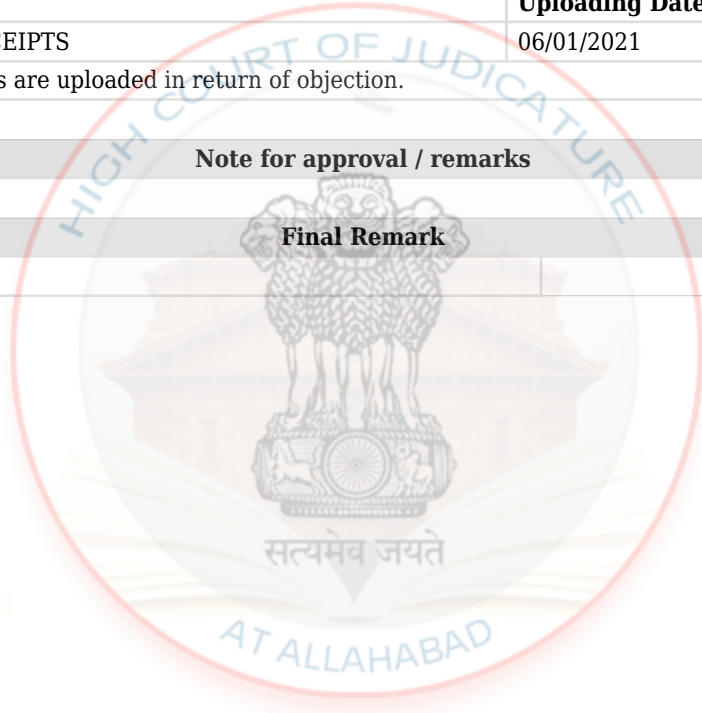 Uploading Date
EIPTS
06/01/2021
s are uploaded in return of objection.
HIGH COURT OF JUDICATURE
Note for approval / remarks
Final Remark
सत्यमेव जयते
AT ALLAHABAD